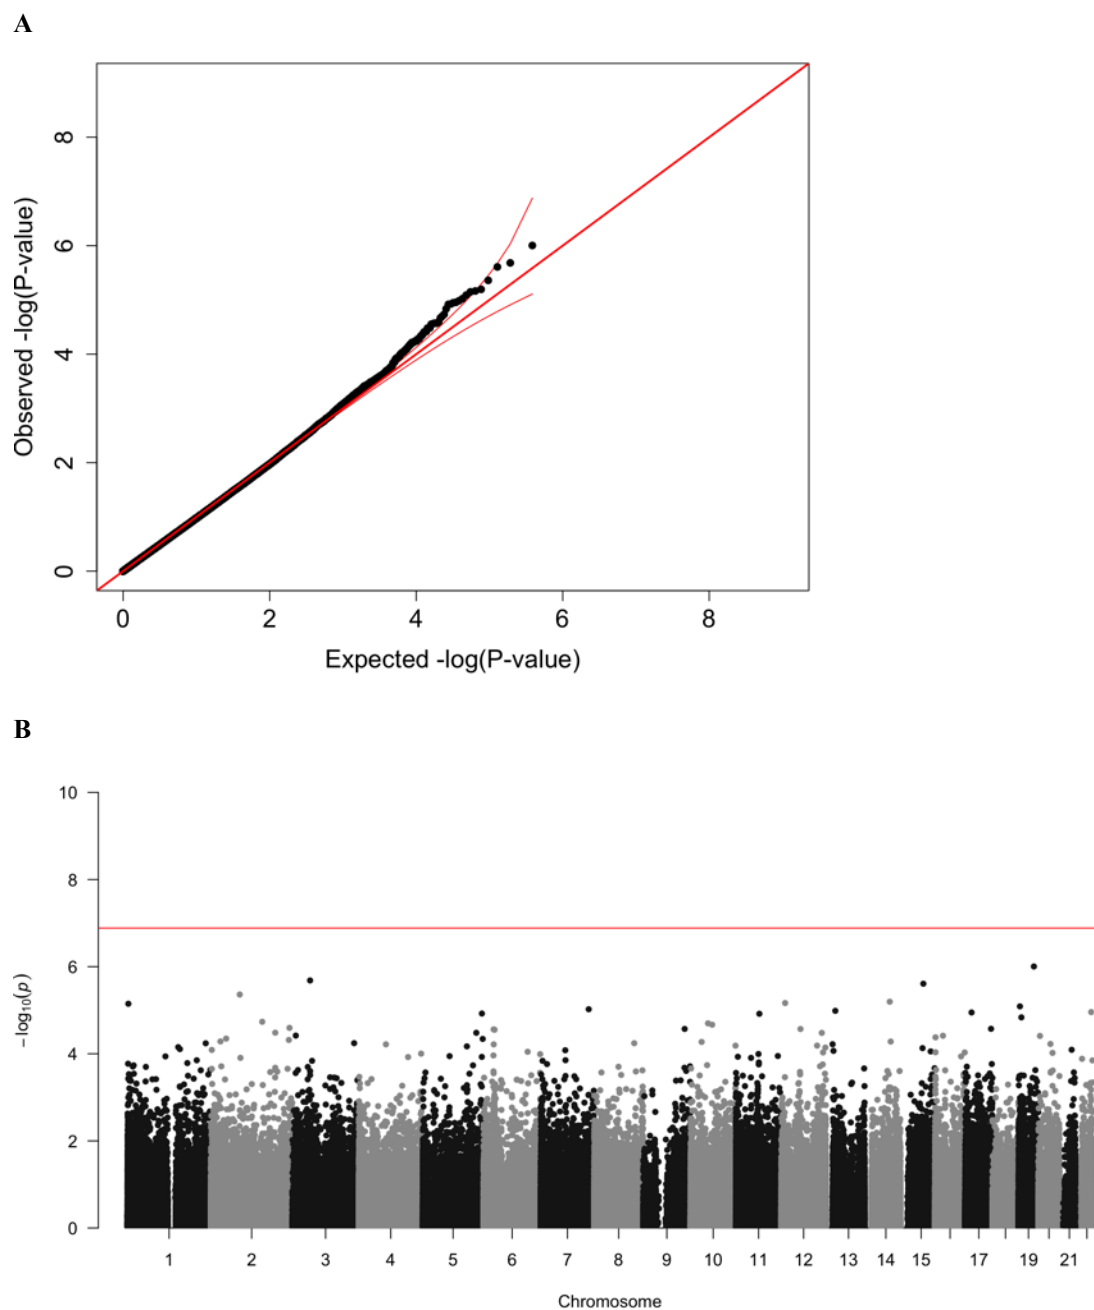 A
8
6
4
2
0
Observed -log(P-value)
0 2 4 6 8
Expected -log(P-value)
B
10
8
6
4
2
0
−log10(p)
1 2 3 4 5 6 7 8 9 10 11 12 13 14 15 17 19 21
Chromosome